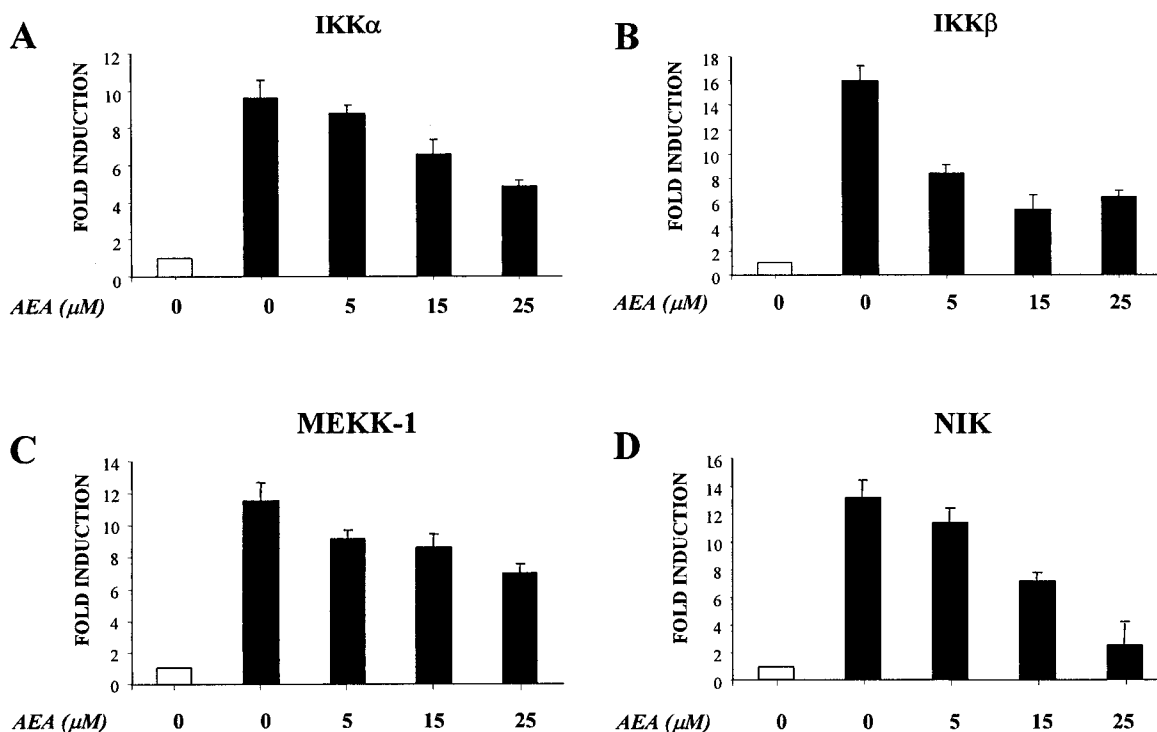 A
IKKα
FOLD INDUCTION
12
10
8
6
4
2
0
AEA (μM) 0 0 5 15 25
B
IKKβ
FOLD INDUCTION
18
16
14
12
10
8
6
4
2
0
AEA (μM) 0 0 5 15 25
C
MEKK-1
FOLD INDUCTION
14
12
10
8
6
4
2
0
AEA (μM) 0 0 5 15 25
D
NIK
FOLD INDUCTION
16
14
12
10
8
6
4
2
0
AEA (μM) 0 0 5 15 25